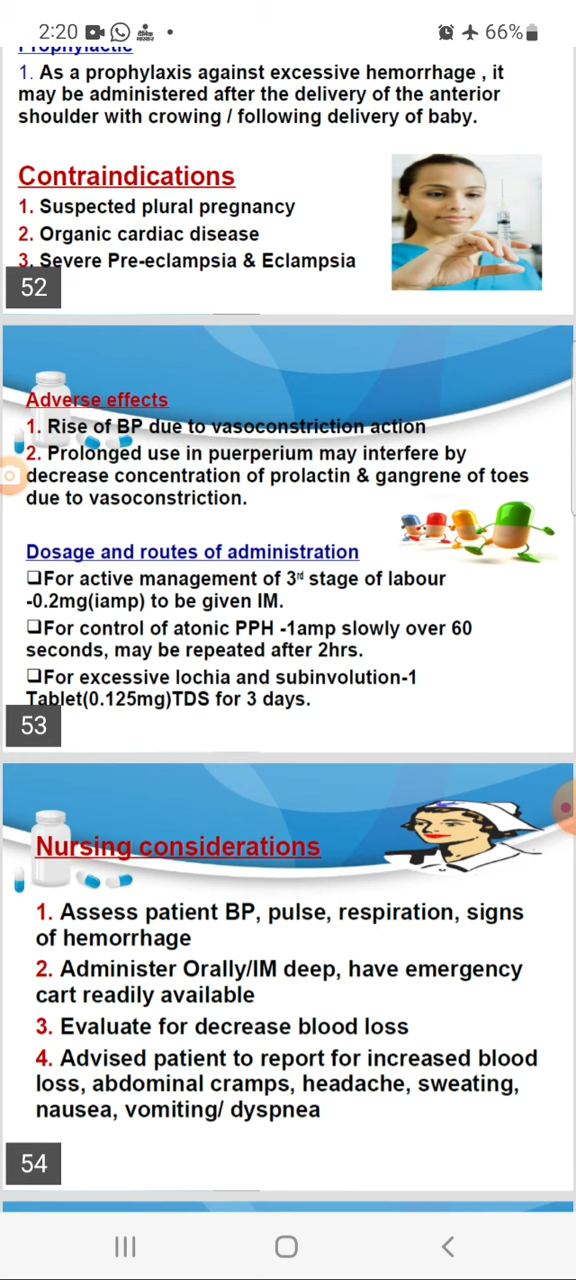 2:20
66%
Prophylactic
1. As a prophylaxis against excessive hemorrhage , it
may be administered after the delivery of the anterior
shoulder with crowing / following delivery of baby.
Contraindications
1. Suspected plural pregnancy
2. Organic cardiac disease
3. Severe Pre-eclampsia & Eclampsia
52
Adverse effects
1. Rise of BP due to vasoconstriction action
2. Prolonged use in puerperium may interfere by
decrease concentration of prolactin & gangrene of toes
due to vasoconstriction.
Dosage and routes of administration
❑For active management of 3rd stage of labour
-0.2mg(iamp) to be given IM.
❑For control of atonic PPH -1amp slowly over 60
seconds, may be repeated after 2hrs.
❑For excessive lochia and subinvolution-1
Tablet(0.125mg)TDS for 3 days.
53
Nursing considerations
1. Assess patient BP, pulse, respiration, signs
of hemorrhage
2. Administer Orally/IM deep, have emergency
cart readily available
3. Evaluate for decrease blood loss
4. Advised patient to report for increased blood
loss, abdominal cramps, headache, sweating,
nausea, vomiting/ dyspnea
54